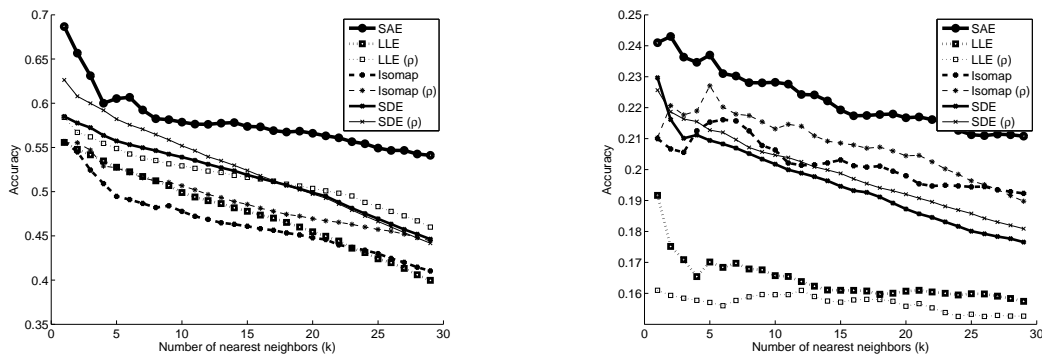 0.7
0.65
0.6
0.55
0.5
0.45
0.4
0.35
0
5
10
15
20
25
30
Accuracy
Number of nearest neighbors (k)
SAE
LLE
LLE (ρ)
Isomap
Isomap (ρ)
SDE
SDE (ρ)
0.25
0.24
0.23
0.22
0.21
0.2
0.19
0.18
0.17
0.16
0
5
10
15
20
25
30
Accuracy
Number of nearest neighbors (k)
SAE
LLE
LLE (ρ)
Isomap
Isomap (ρ)
SDE
SDE (ρ)